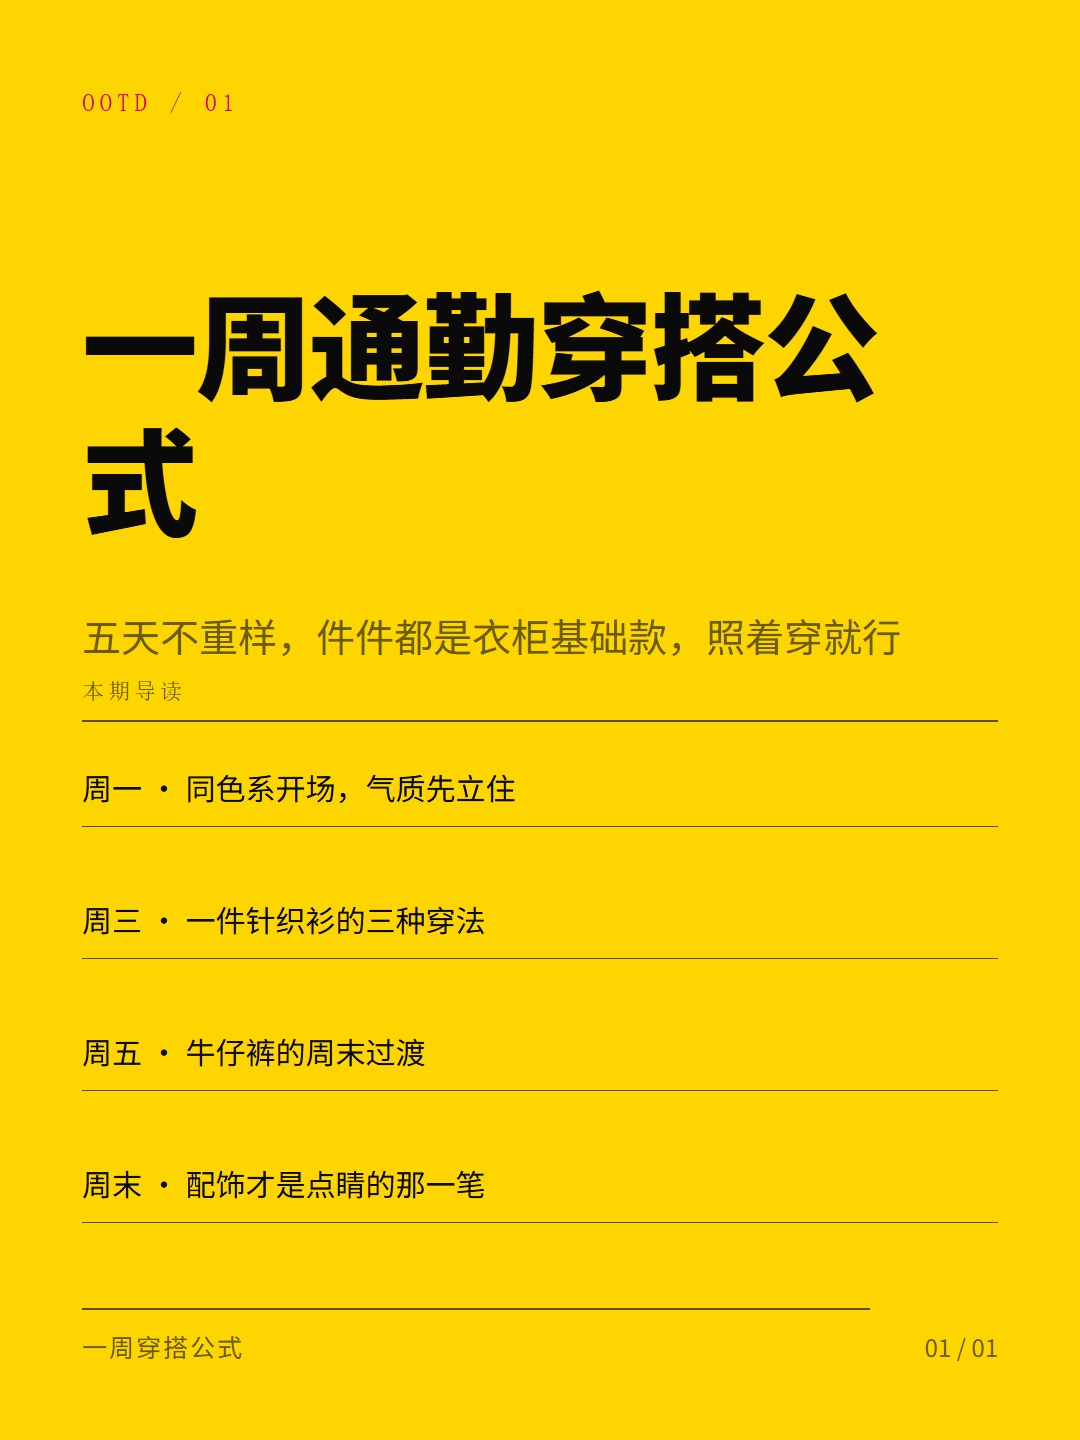 OOTD / 01
一周通勤穿搭公
式
五天不重样，件件都是衣柜基础款，照着穿就行
本期导读
周一 · 同色系开场，气质先立住
周三 · 一件针织衫的三种穿法
周五 · 牛仔裤的周末过渡
周末 · 配饰才是点睛的那一笔
一周穿搭公式
01 / 01